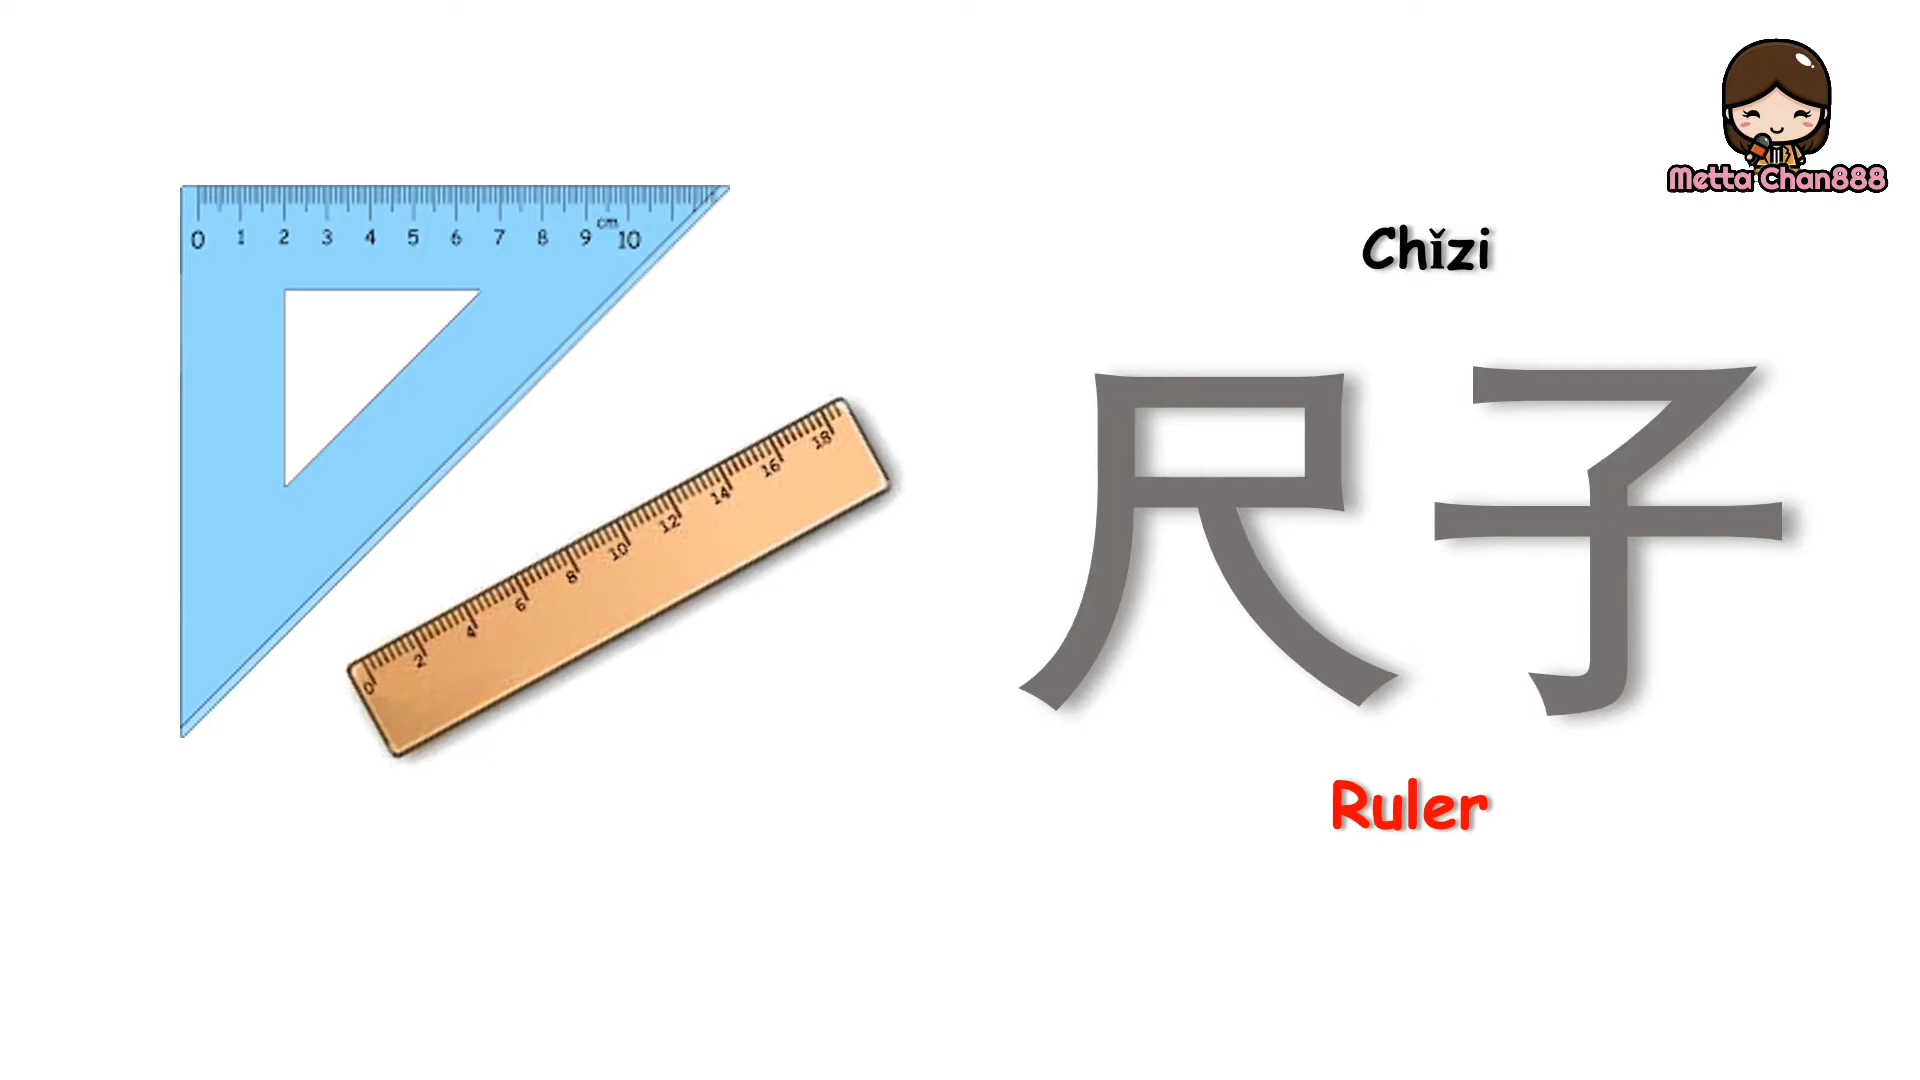 Metta Chan888
Chǐzi
尺子
Ruler
0 1 2 3 4 5 6 7 8 9 cm 10
0 2 4 6 8 10 12 14 16 18